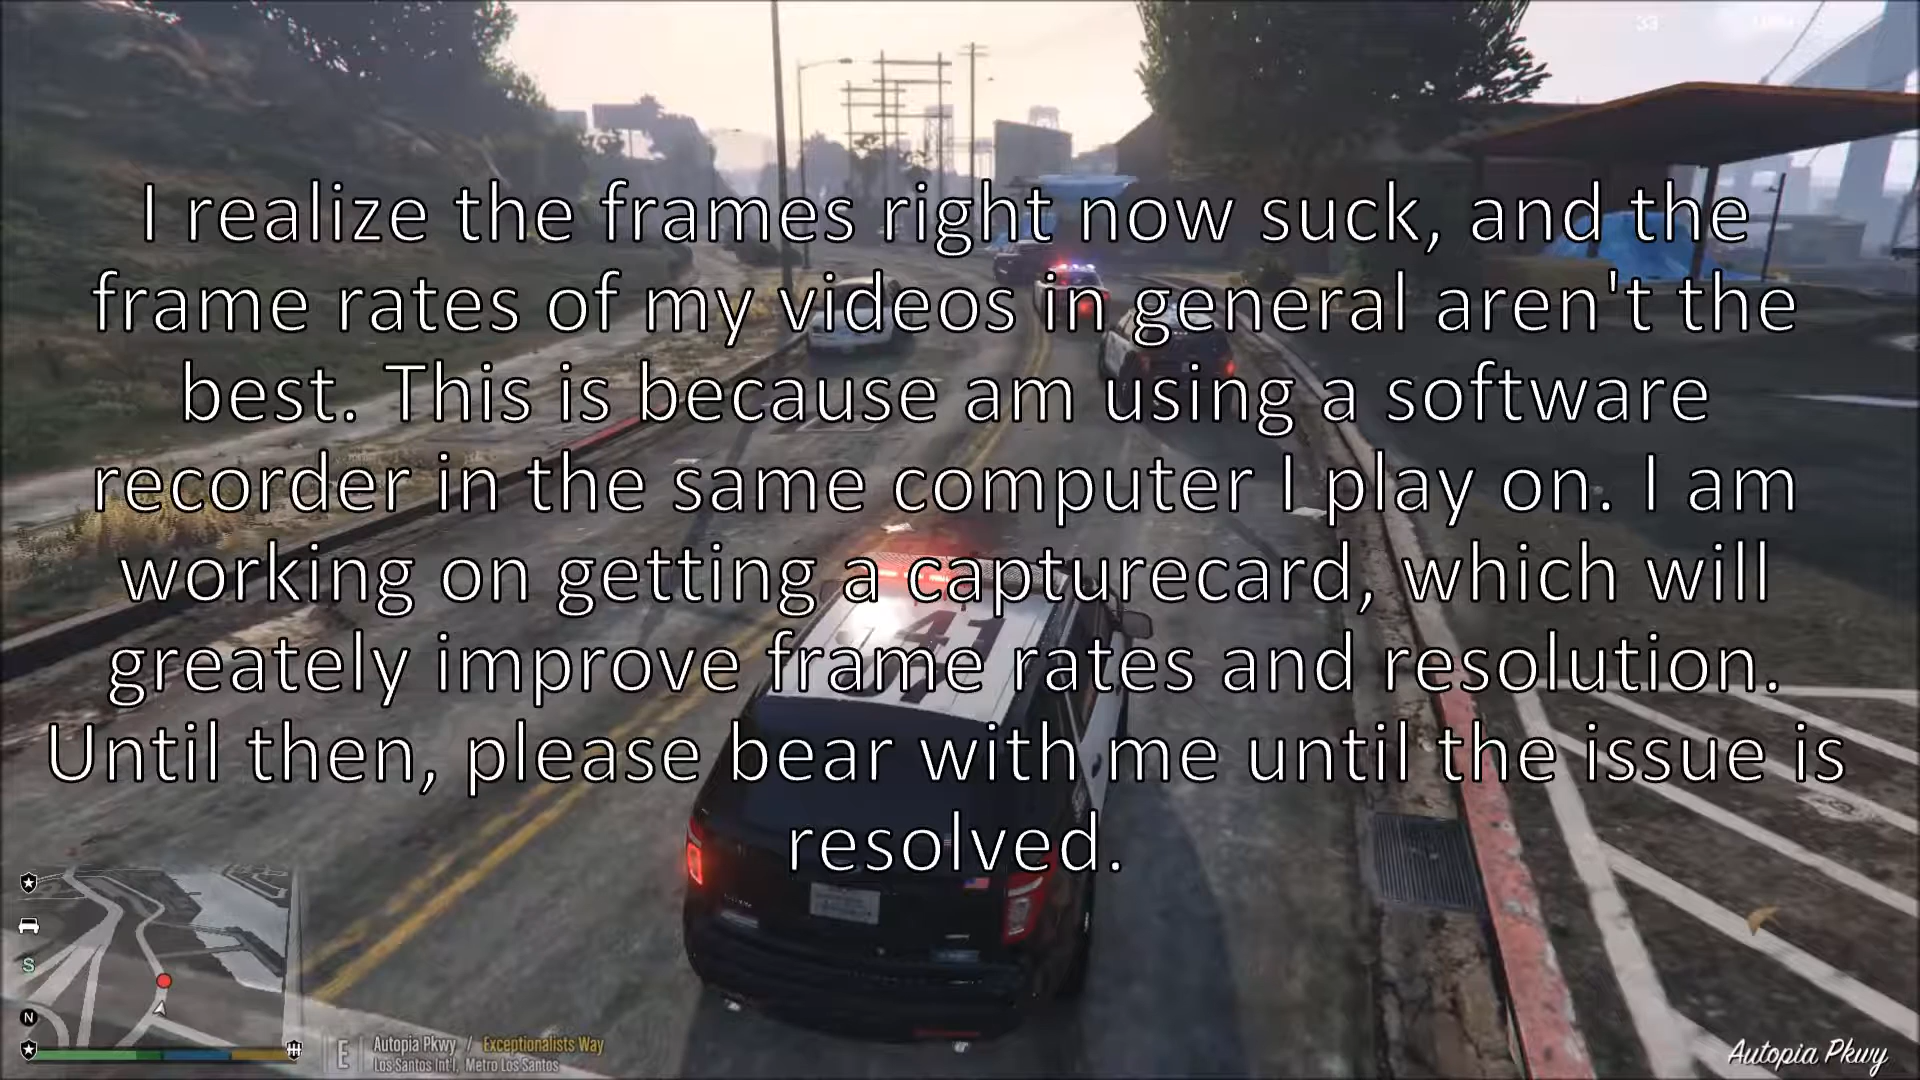 33
I realize the frames right now suck, and the
frame rates of my videos in general aren't the
best. This is because am using a software
recorder in the same computer I play on. I am
working on getting a capturecard, which will
greately improve frame rates and resolution.
Until then, please bear with me until the issue is
resolved.
41
S
N
E
Autopia Pkwy / Exceptionalists Way
Los Santos Int'l, Metro Los Santos
Autopia Pkwy